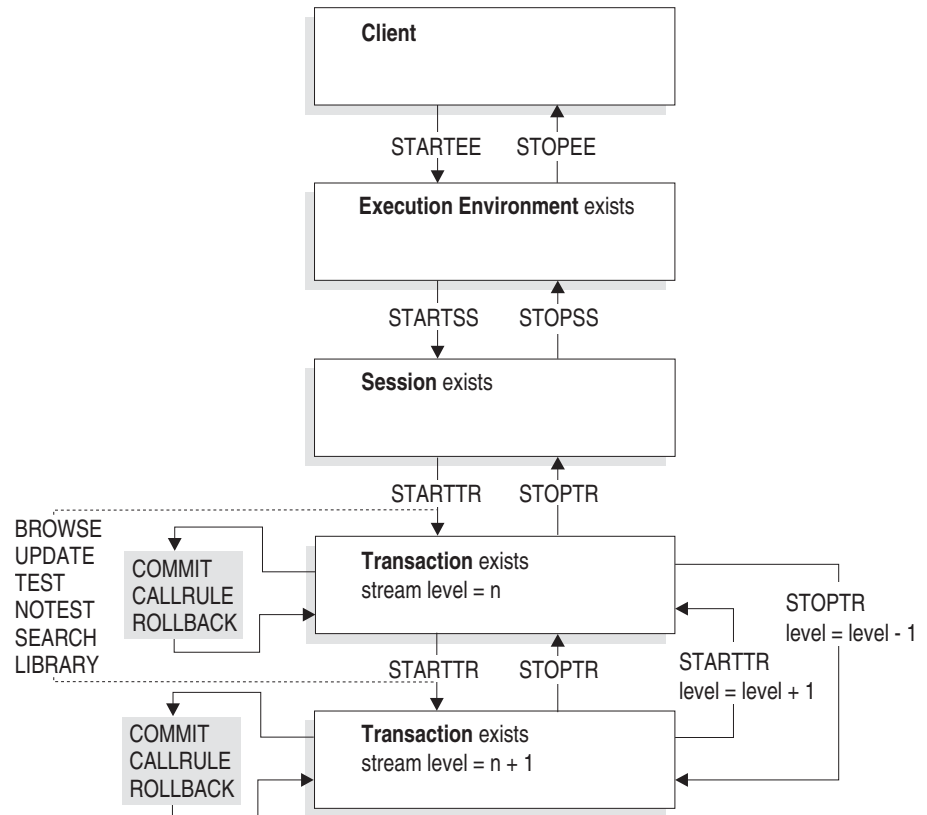 Client
STARTEE
STOPEE
Execution Environment exists
STARTSS
STOPSS
Session exists
STARTTR
STOPTR
BROWSE
UPDATE
TEST
NOTEST
SEARCH
LIBRARY
COMMIT
CALLRULE
ROLLBACK
Transaction exists
stream level = n
STOPTR
level = level - 1
STARTTR
level = level + 1
STARTTR
STOPTR
COMMIT
CALLRULE
ROLLBACK
Transaction exists
stream level = n + 1